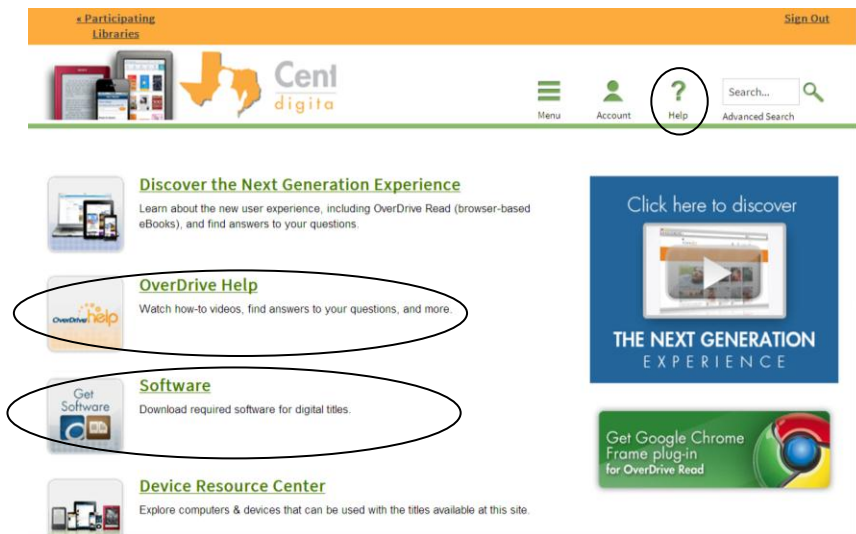 « Participating
Libraries
Sign Out
Cent
digita
Menu
Account
?
Help
Search...
Advanced Search
Discover the Next Generation Experience
Learn about the new user experience, including OverDrive Read (browser-based
eBooks), and find answers to your questions.
OverDrive Help
Watch how-to videos, find answers to your questions, and more.
OverDrive help
Software
Download required software for digital titles.
Get
Software
Device Resource Center
Explore computers & devices that can be used with the titles available at this site.
Click here to discover
THE NEXT GENERATION
EXPERIENCE
Get Google Chrome
Frame plug-in
for OverDrive Read